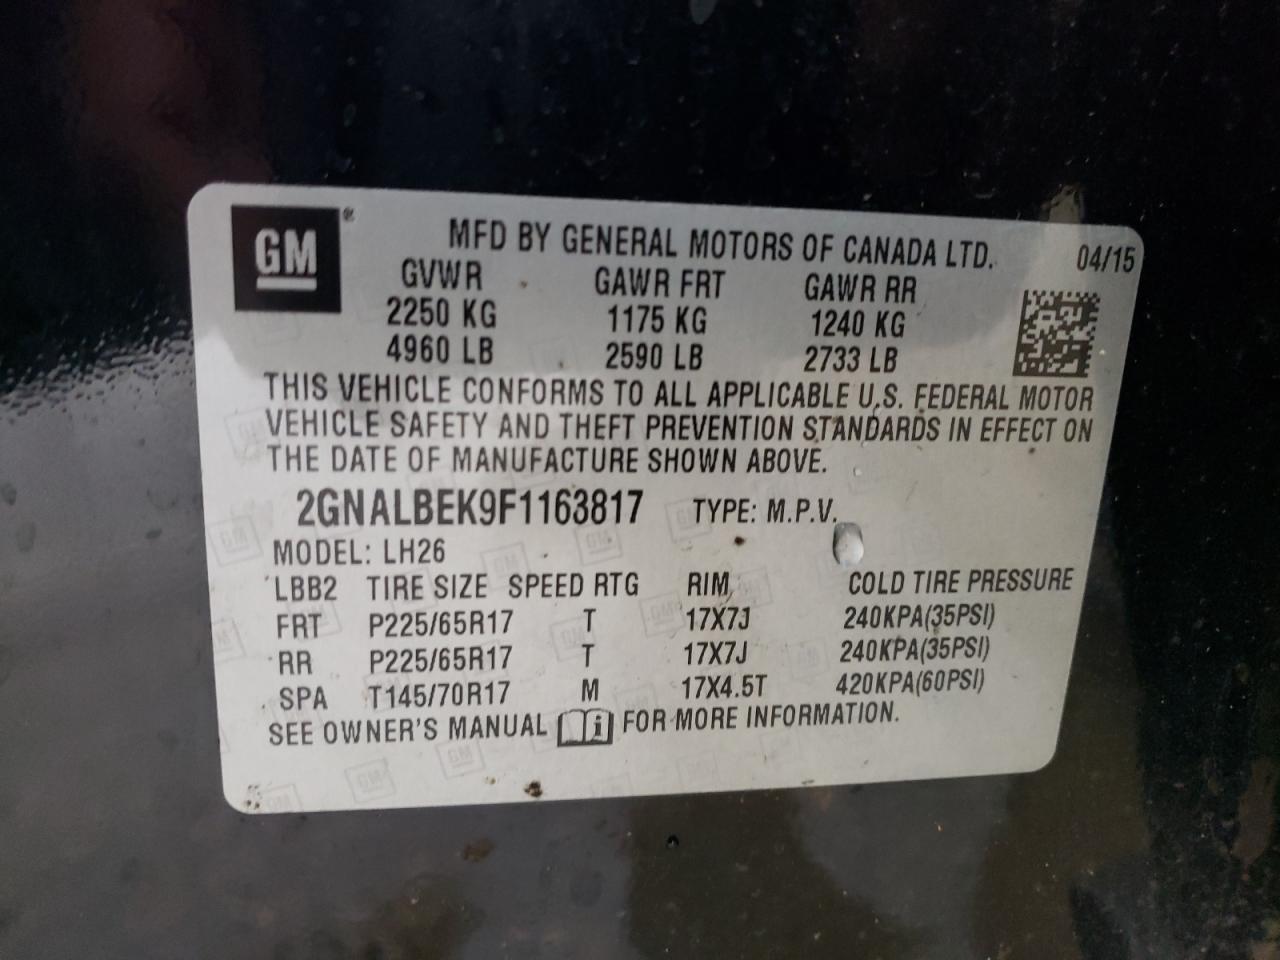 GM ® MFD BY GENERAL MOTORS OF CANADA LTD. 04/15
GVWR GAWR FRT GAWR RR
2250 KG 1175 KG 1240 KG
4960 LB 2590 LB 2733 LB
THIS VEHICLE CONFORMS TO ALL APPLICABLE U.S. FEDERAL MOTOR
VEHICLE SAFETY AND THEFT PREVENTION STANDARDS IN EFFECT ON
THE DATE OF MANUFACTURE SHOWN ABOVE.
2GNALBEK9F1163817 TYPE: M.P.V.
MODEL: LH26
LBB2 TIRE SIZE SPEED RTG RIM COLD TIRE PRESSURE
FRT P225/65R17 T 17X7J 240KPA(35PSI)
RR P225/65R17 T 17X7J 240KPA(35PSI)
SPA T145/70R17 M 17X4.5T 420KPA(60PSI)
SEE OWNER'S MANUAL i FOR MORE INFORMATION.